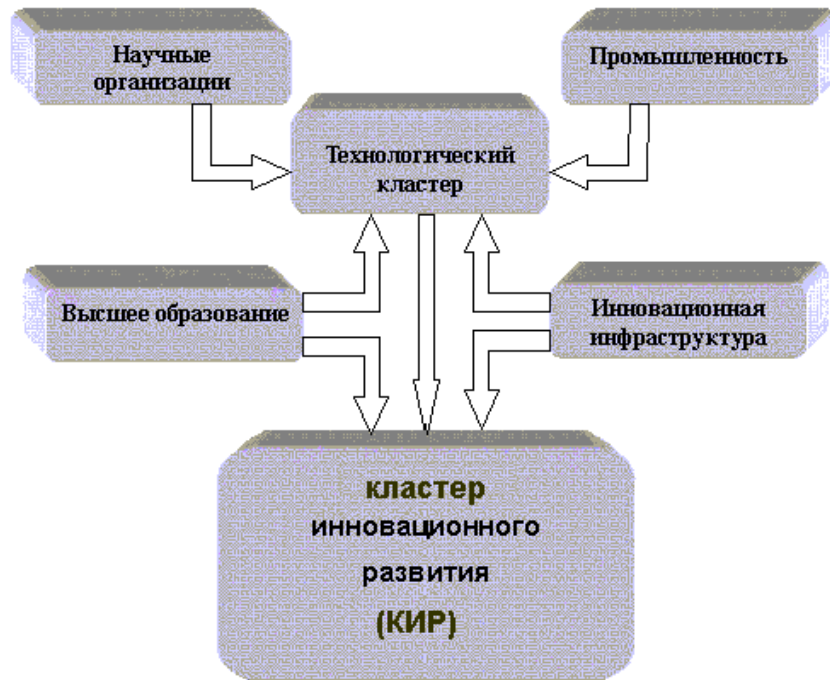 Научные
организации
Промышленность
Технологический
кластер
Высшее образование
Инновационная
инфраструктура
кластер
инновационного
развития
(КИР)